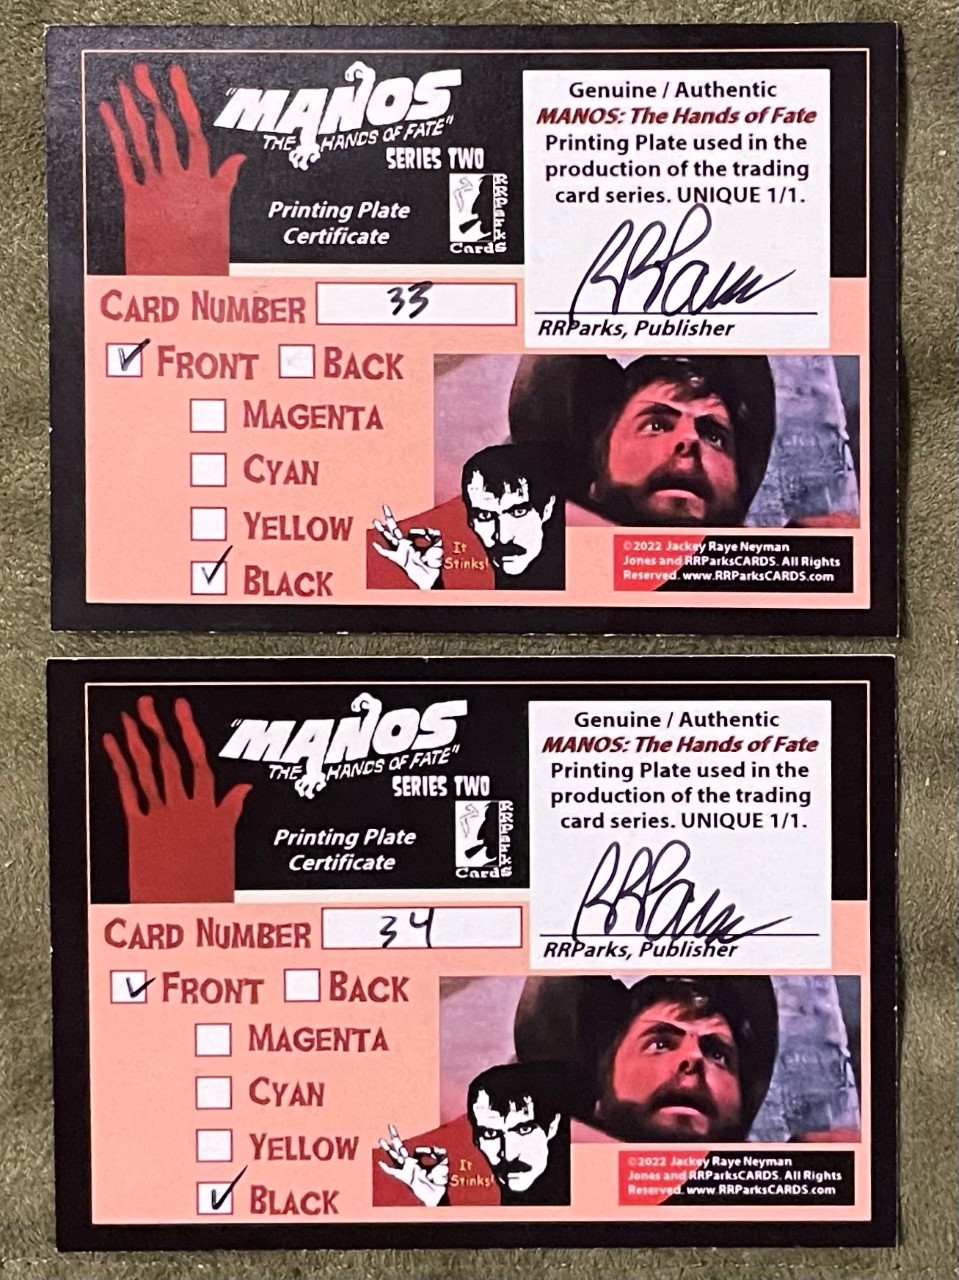 "MANOS
THE HANDS OF FATE"
SERIES TWO
Printing Plate
Certificate
RRParks
Cards
Genuine / Authentic
MANOS: The Hands of Fate
Printing Plate used in the
production of the trading
card series. UNIQUE 1/1.
RRParks
RRParks, Publisher
CARD NUMBER 33
FRONT BACK
MAGENTA
CYAN
YELLOW
BLACK
It
Stinks!
©2022 Jackey Raye Neyman
Jones and RRParksCARDS. All Rights
Reserved. www.RRParksCARDS.com
"MANOS
THE HANDS OF FATE"
SERIES TWO
Printing Plate
Certificate
RRParks
Cards
Genuine / Authentic
MANOS: The Hands of Fate
Printing Plate used in the
production of the trading
card series. UNIQUE 1/1.
RRParks
RRParks, Publisher
CARD NUMBER 34
FRONT BACK
MAGENTA
CYAN
YELLOW
BLACK
It
Stinks!
©2022 Jackey Raye Neyman
Jones and RRParksCARDS. All Rights
Reserved. www.RRParksCARDS.com